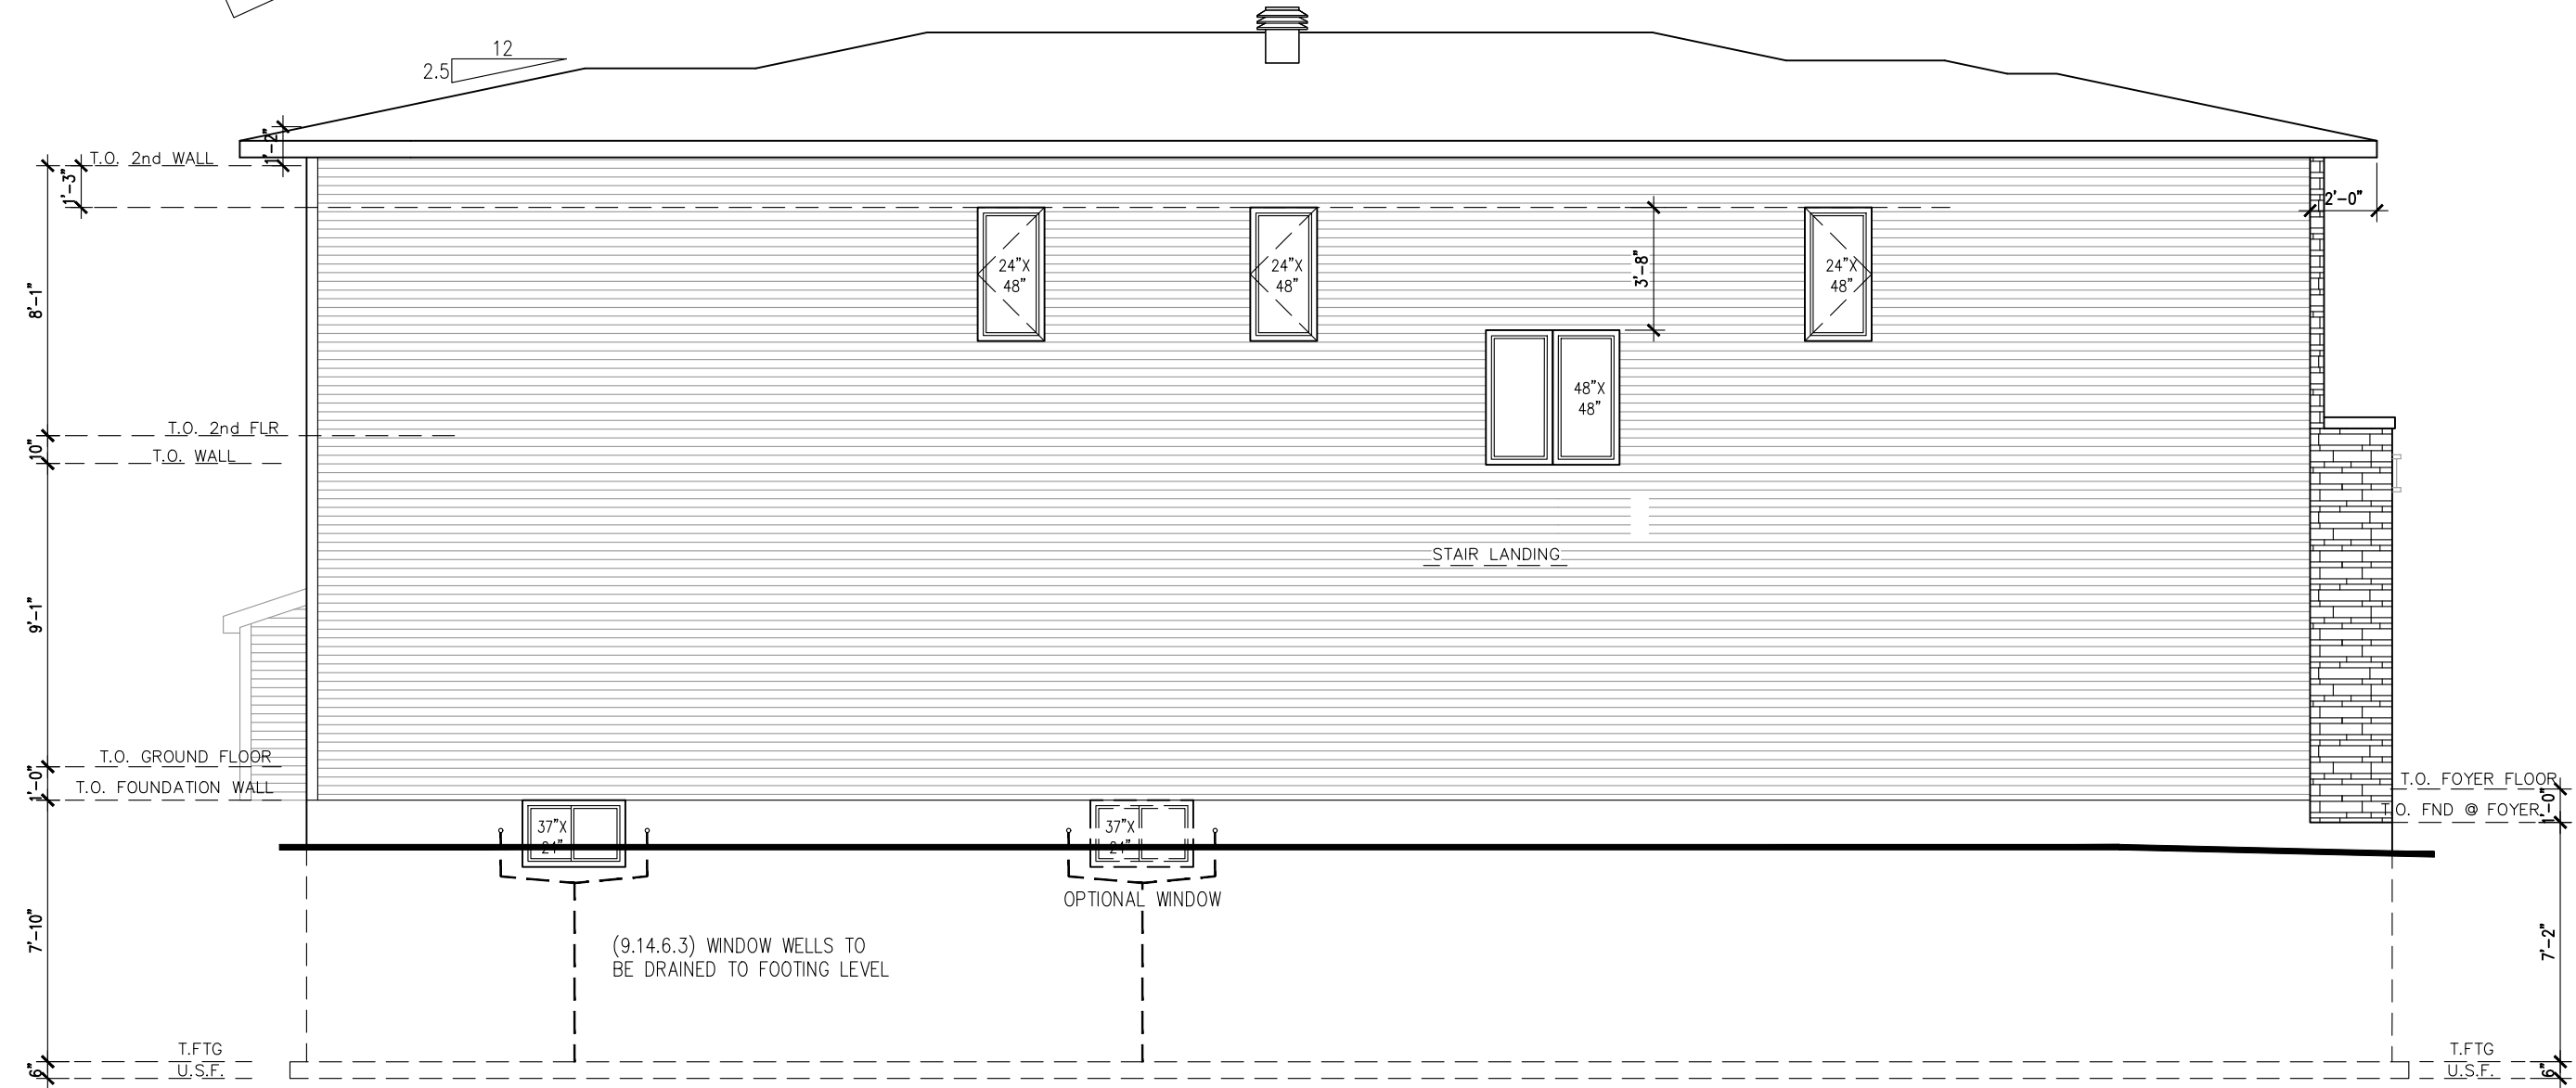 12
2.5
1'-2"
T.O. 2nd WALL
1'-3"
2'-0"
24"X
48"
24"X
48"
24"X
48"
3'-8"
8'-1"
48"X
48"
T.O. 2nd FLR
10"
T.O. WALL
STAIR LANDING
9'-1"
T.O. GROUND FLOOR
1'-0"
T.O. FOUNDATION WALL
T.O. FOYER FLOOR
1'-0"
T.O. FND @ FOYER
37"X
24"
37"X
24"
OPTIONAL WINDOW
7'-10"
(9.14.6.3) WINDOW WELLS TO
BE DRAINED TO FOOTING LEVEL
7'-2"
T.FTG
U.S.F.
6"
T.FTG
U.S.F.
6"